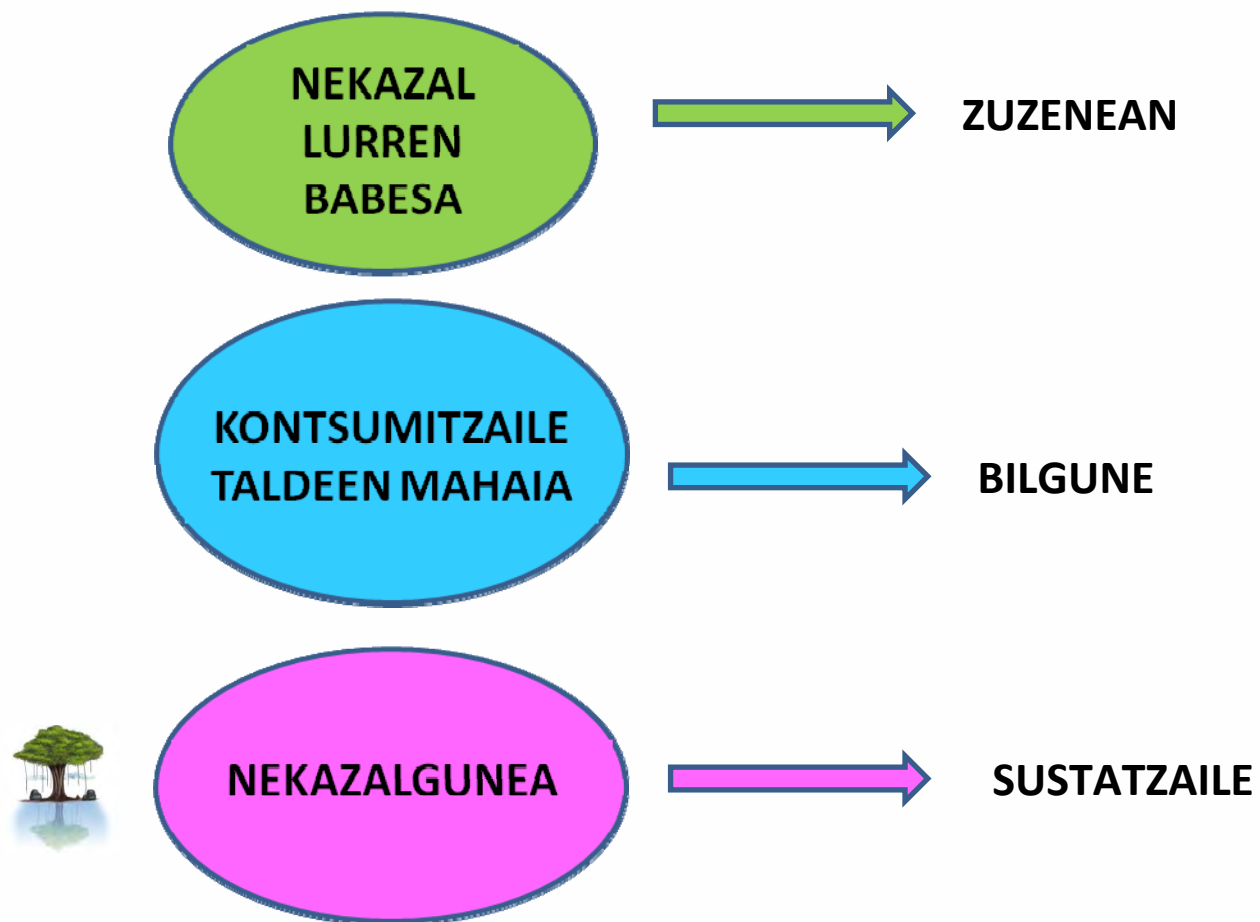 NEKAZAL
LURREN
BABESA
ZUZENEAN
KONTSUMITZAILE
TALDEEN MAHAIA
BILGUNE
NEKAZALGUNEA
SUSTATZAILE